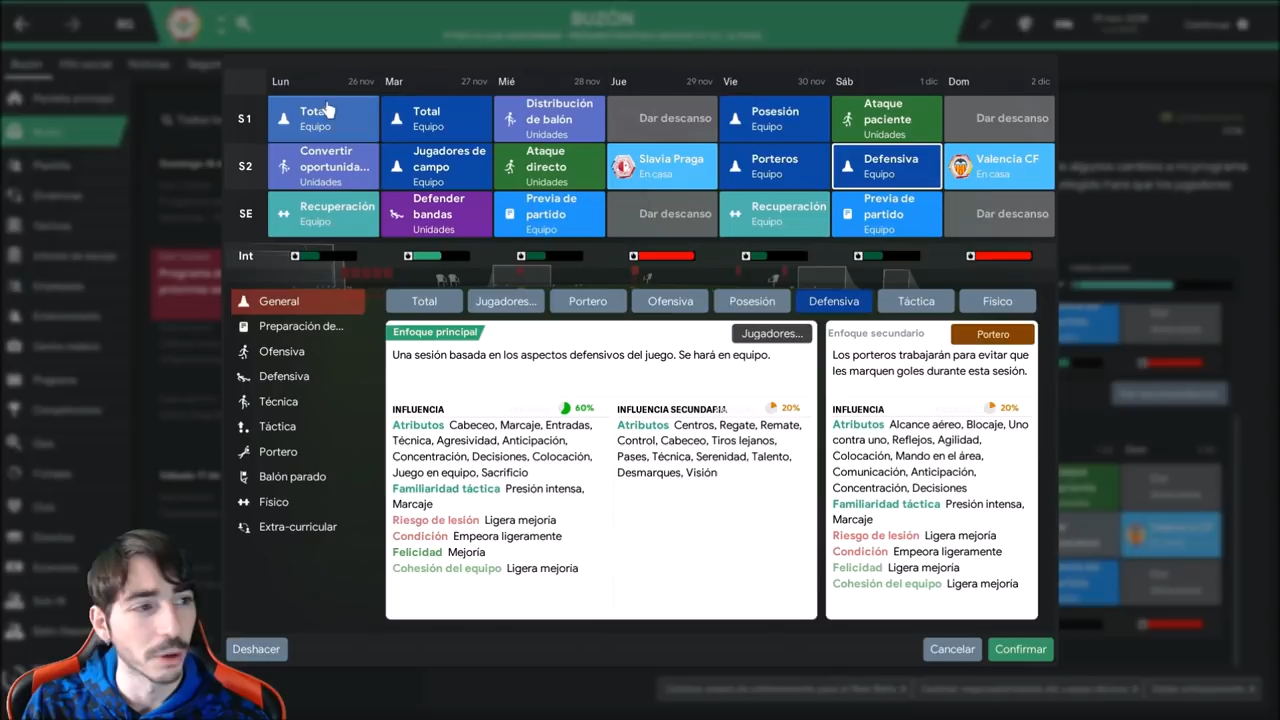 BUZÓN
Lun 26 nov Mar 27 nov Mié 28 nov Jue 29 nov Vie 30 nov Sáb 1 dic Dom 2 dic
S1
Total
Equipo
Total
Equipo
Distribución
de balón
Unidades
Dar descanso
Posesión
Equipo
Ataque
paciente
Unidades
Dar descanso
S2
Convertir
oportunida...
Unidades
Jugadores de
campo
Equipo
Ataque
directo
Unidades
Slavia Praga
En casa
Porteros
Equipo
Defensiva
Equipo
Valencia CF
En casa
SE
Recuperación
Equipo
Defender
bandas
Unidades
Previa de
partido
Equipo
Dar descanso
Recuperación
Equipo
Previa de
partido
Equipo
Dar descanso
Int
General
Preparación de...
Ofensiva
Defensiva
Técnica
Táctica
Portero
Balón parado
Físico
Extra-curricular
Total Jugadores... Portero Ofensiva Posesión Defensiva Táctica Físico
Enfoque principal Jugadores...
Una sesión basada en los aspectos defensivos del juego. Se hará en equipo.
INFLUENCIA 60%
Atributos Cabeceo, Marcaje, Entradas,
Técnica, Agresividad, Anticipación,
Concentración, Decisiones, Colocación,
Juego en equipo, Sacrificio
Familiaridad táctica Presión intensa,
Marcaje
Riesgo de lesión Ligera mejoría
Condición Empeora ligeramente
Felicidad Mejoría
Cohesión del equipo Ligera mejoría
INFLUENCIA SECUNDARIA 20%
Atributos Centros, Regate, Remate,
Control, Cabeceo, Tiros lejanos,
Pases, Técnica, Serenidad, Talento,
Desmarques, Visión
Enfoque secundario Portero
Los porteros trabajarán para evitar que
les marquen goles durante esta sesión.
INFLUENCIA 20%
Atributos Alcance aéreo, Blocaje, Uno
contra uno, Reflejos, Agilidad,
Colocación, Mando en el área,
Comunicación, Anticipación,
Concentración, Decisiones
Familiaridad táctica Presión intensa,
Marcaje
Riesgo de lesión Ligera mejoría
Condición Empeora ligeramente
Felicidad Ligera mejoría
Cohesión del equipo Ligera mejoría
Deshacer Cancelar Confirmar